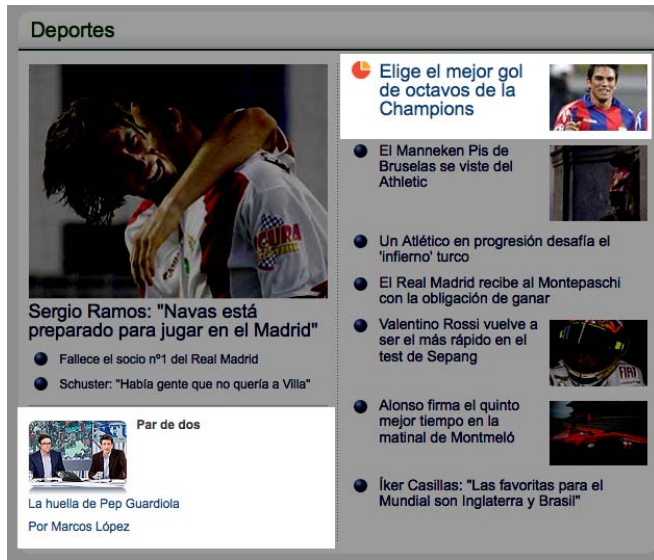 Deportes
Sergio Ramos: "Navas está
preparado para jugar en el Madrid"
Fallece el socio nº1 del Real Madrid
Schuster: "Había gente que no quería a Villa"
Par de dos
La huella de Pep Guardiola
Por Marcos López
Elige el mejor gol
de octavos de la
Champions
El Manneken Pis de
Bruselas se viste del
Athletic
Un Atlético en progresión desafía el
'infierno' turco
El Real Madrid recibe al Montepaschi
con la obligación de ganar
Valentino Rossi vuelve a
ser el más rápido en el
test de Sepang
Alonso firma el quinto
mejor tiempo en la
matinal de Montmeló
Íker Casillas: "Las favoritas para el
Mundial son Inglaterra y Brasil"